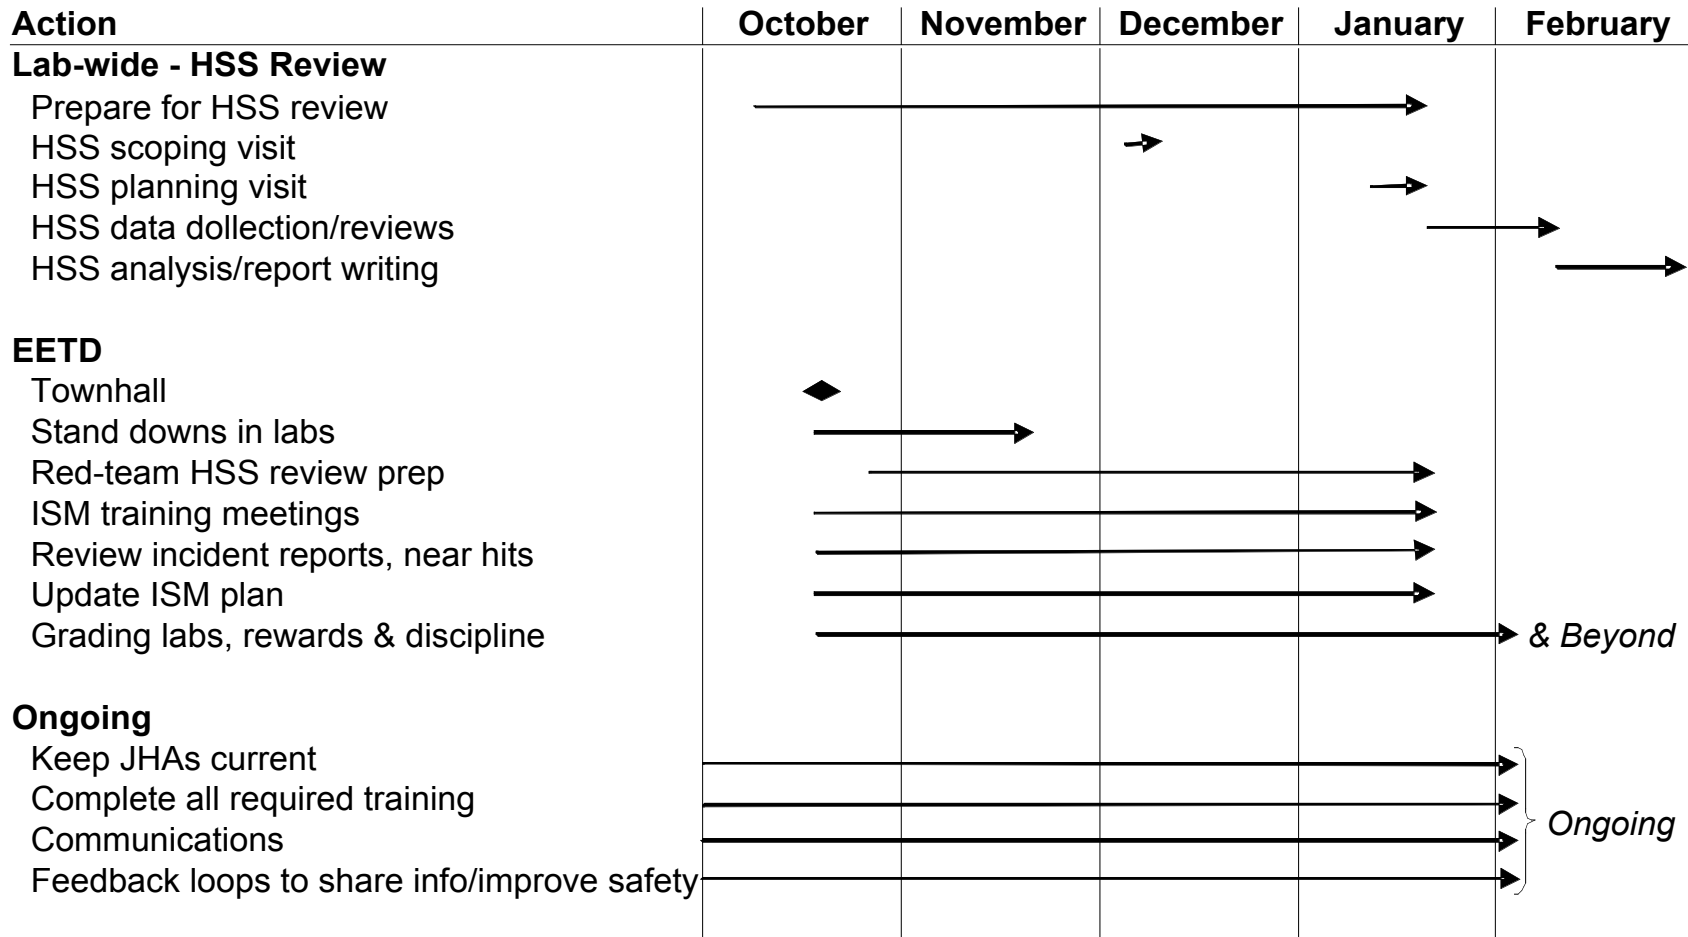 Action October November December January February
Lab-wide - HSS Review
Prepare for HSS review
HSS scoping visit
HSS planning visit
HSS data dollection/reviews
HSS analysis/report writing
EETD
Townhall
Stand downs in labs
Red-team HSS review prep
ISM training meetings
Review incident reports, near hits
Update ISM plan
Grading labs, rewards & discipline & Beyond
Ongoing
Keep JHAs current
Complete all required training
Communications
Feedback loops to share info/improve safety
Ongoing